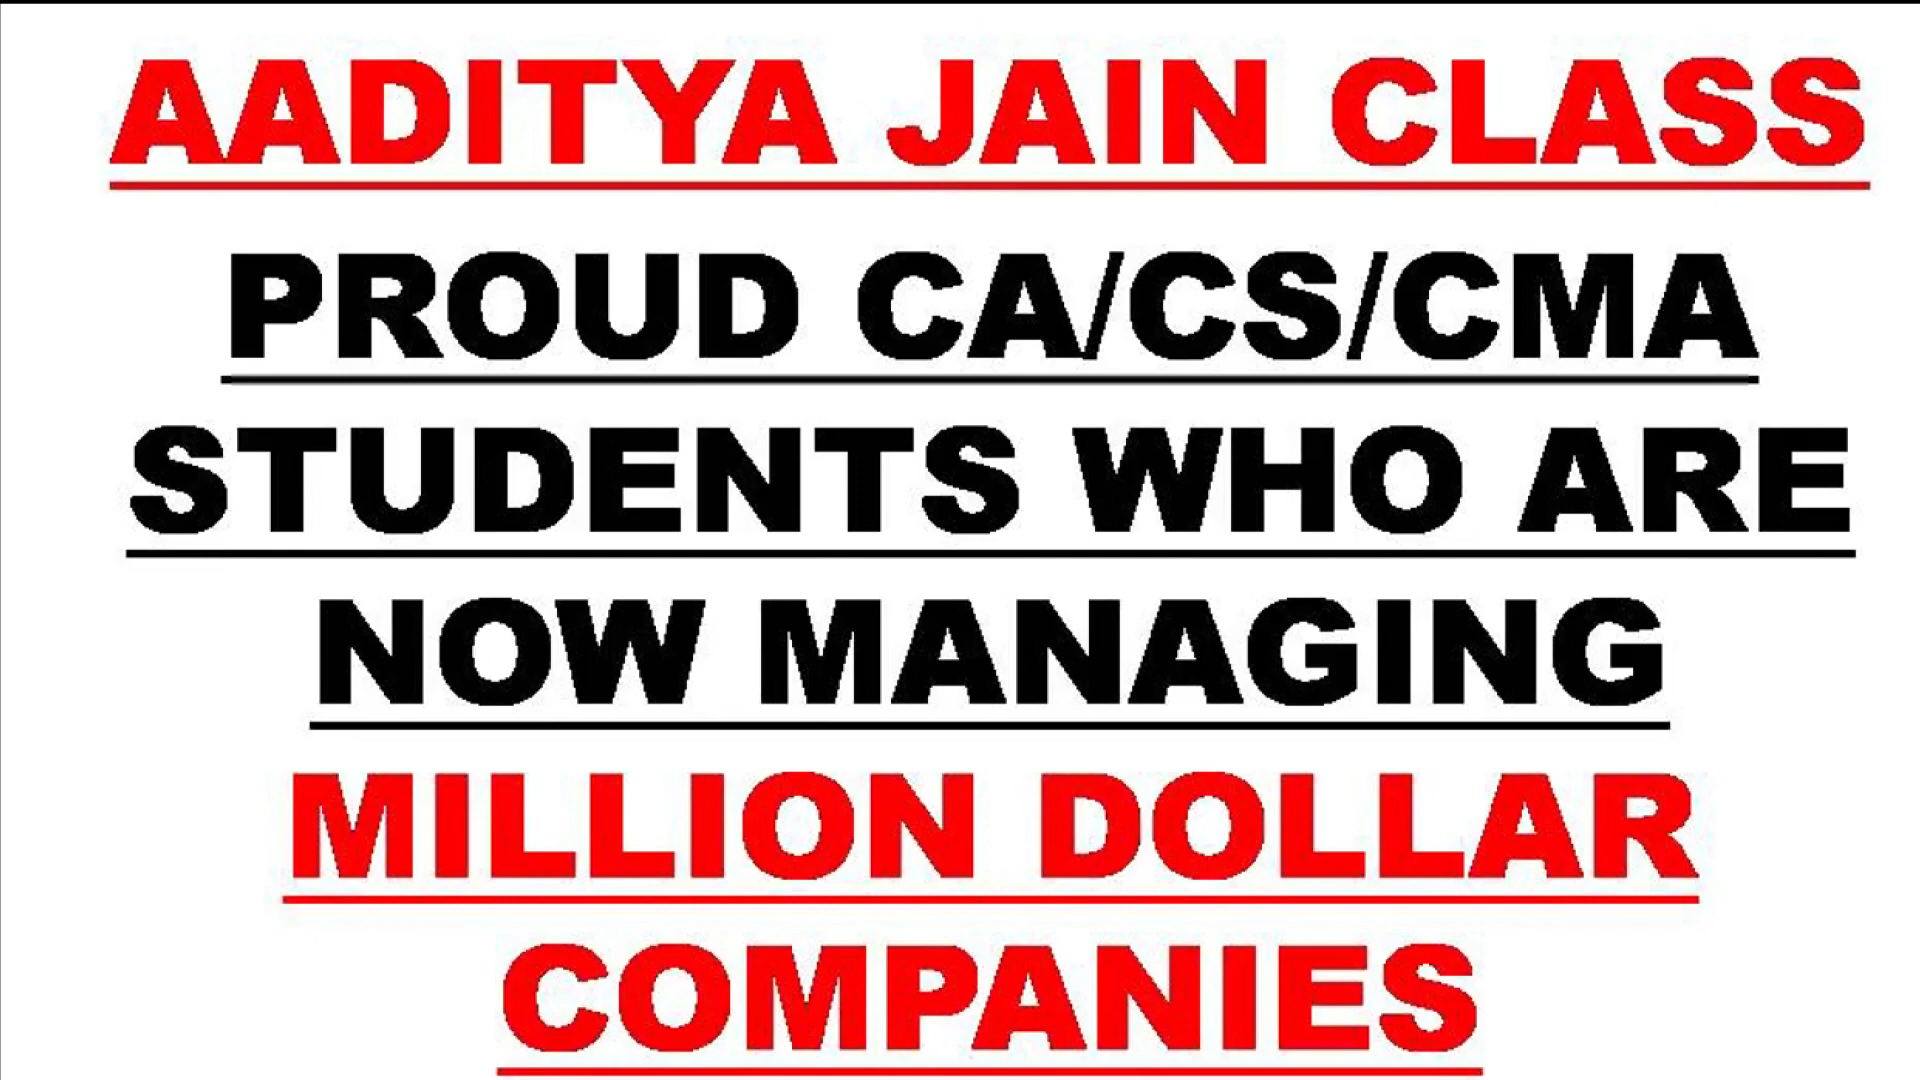 AADITYA JAIN CLASS
PROUD CA/CS/CMA
STUDENTS WHO ARE
NOW MANAGING
MILLION DOLLAR
COMPANIES